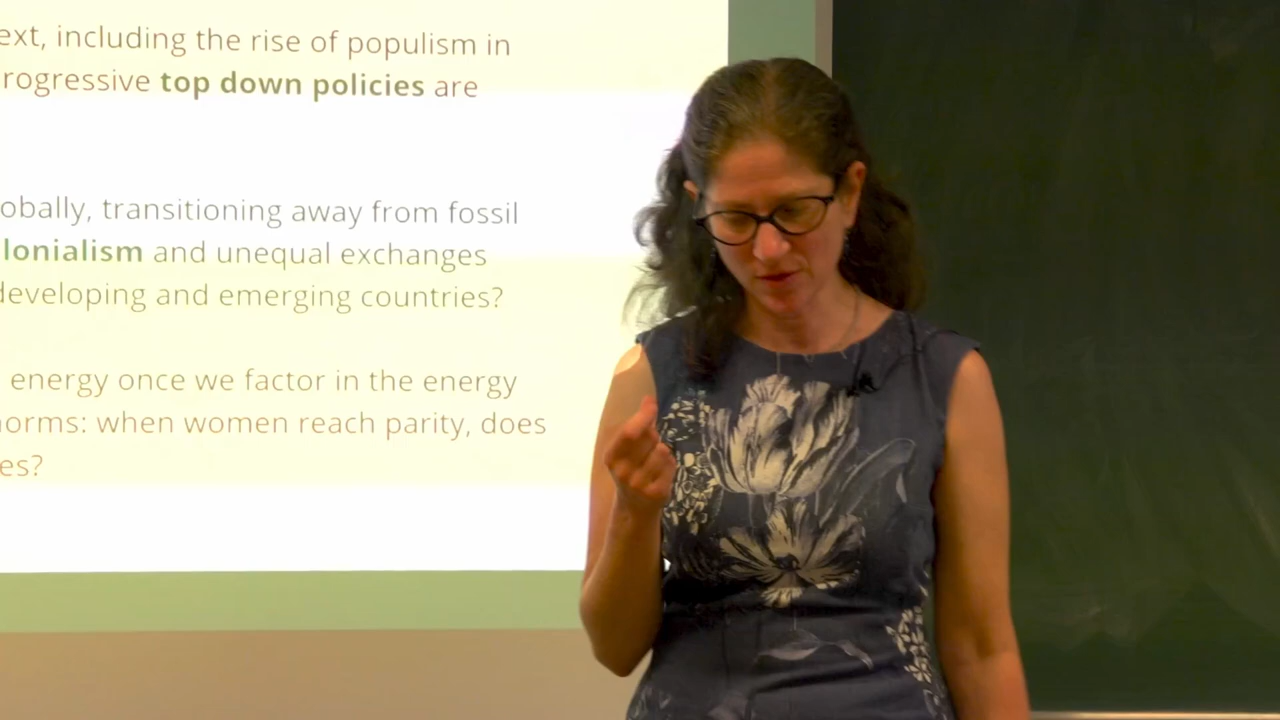 ext, including the rise of populism in
rogressive top down policies are
obally, transitioning away from fossil
lonialism and unequal exchanges
developing and emerging countries?
energy once we factor in the energy
orms: when women reach parity, does
es?